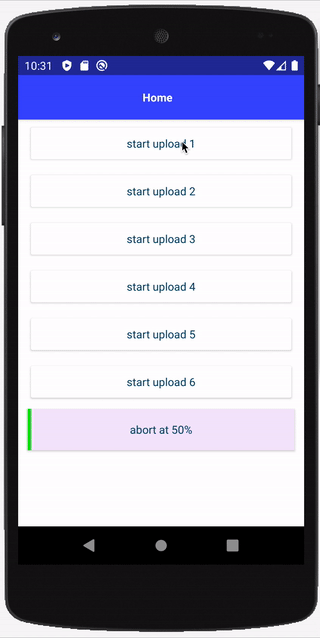 10:31
Home
start upload 1
start upload 2
start upload 3
start upload 4
start upload 5
start upload 6
abort at 50%